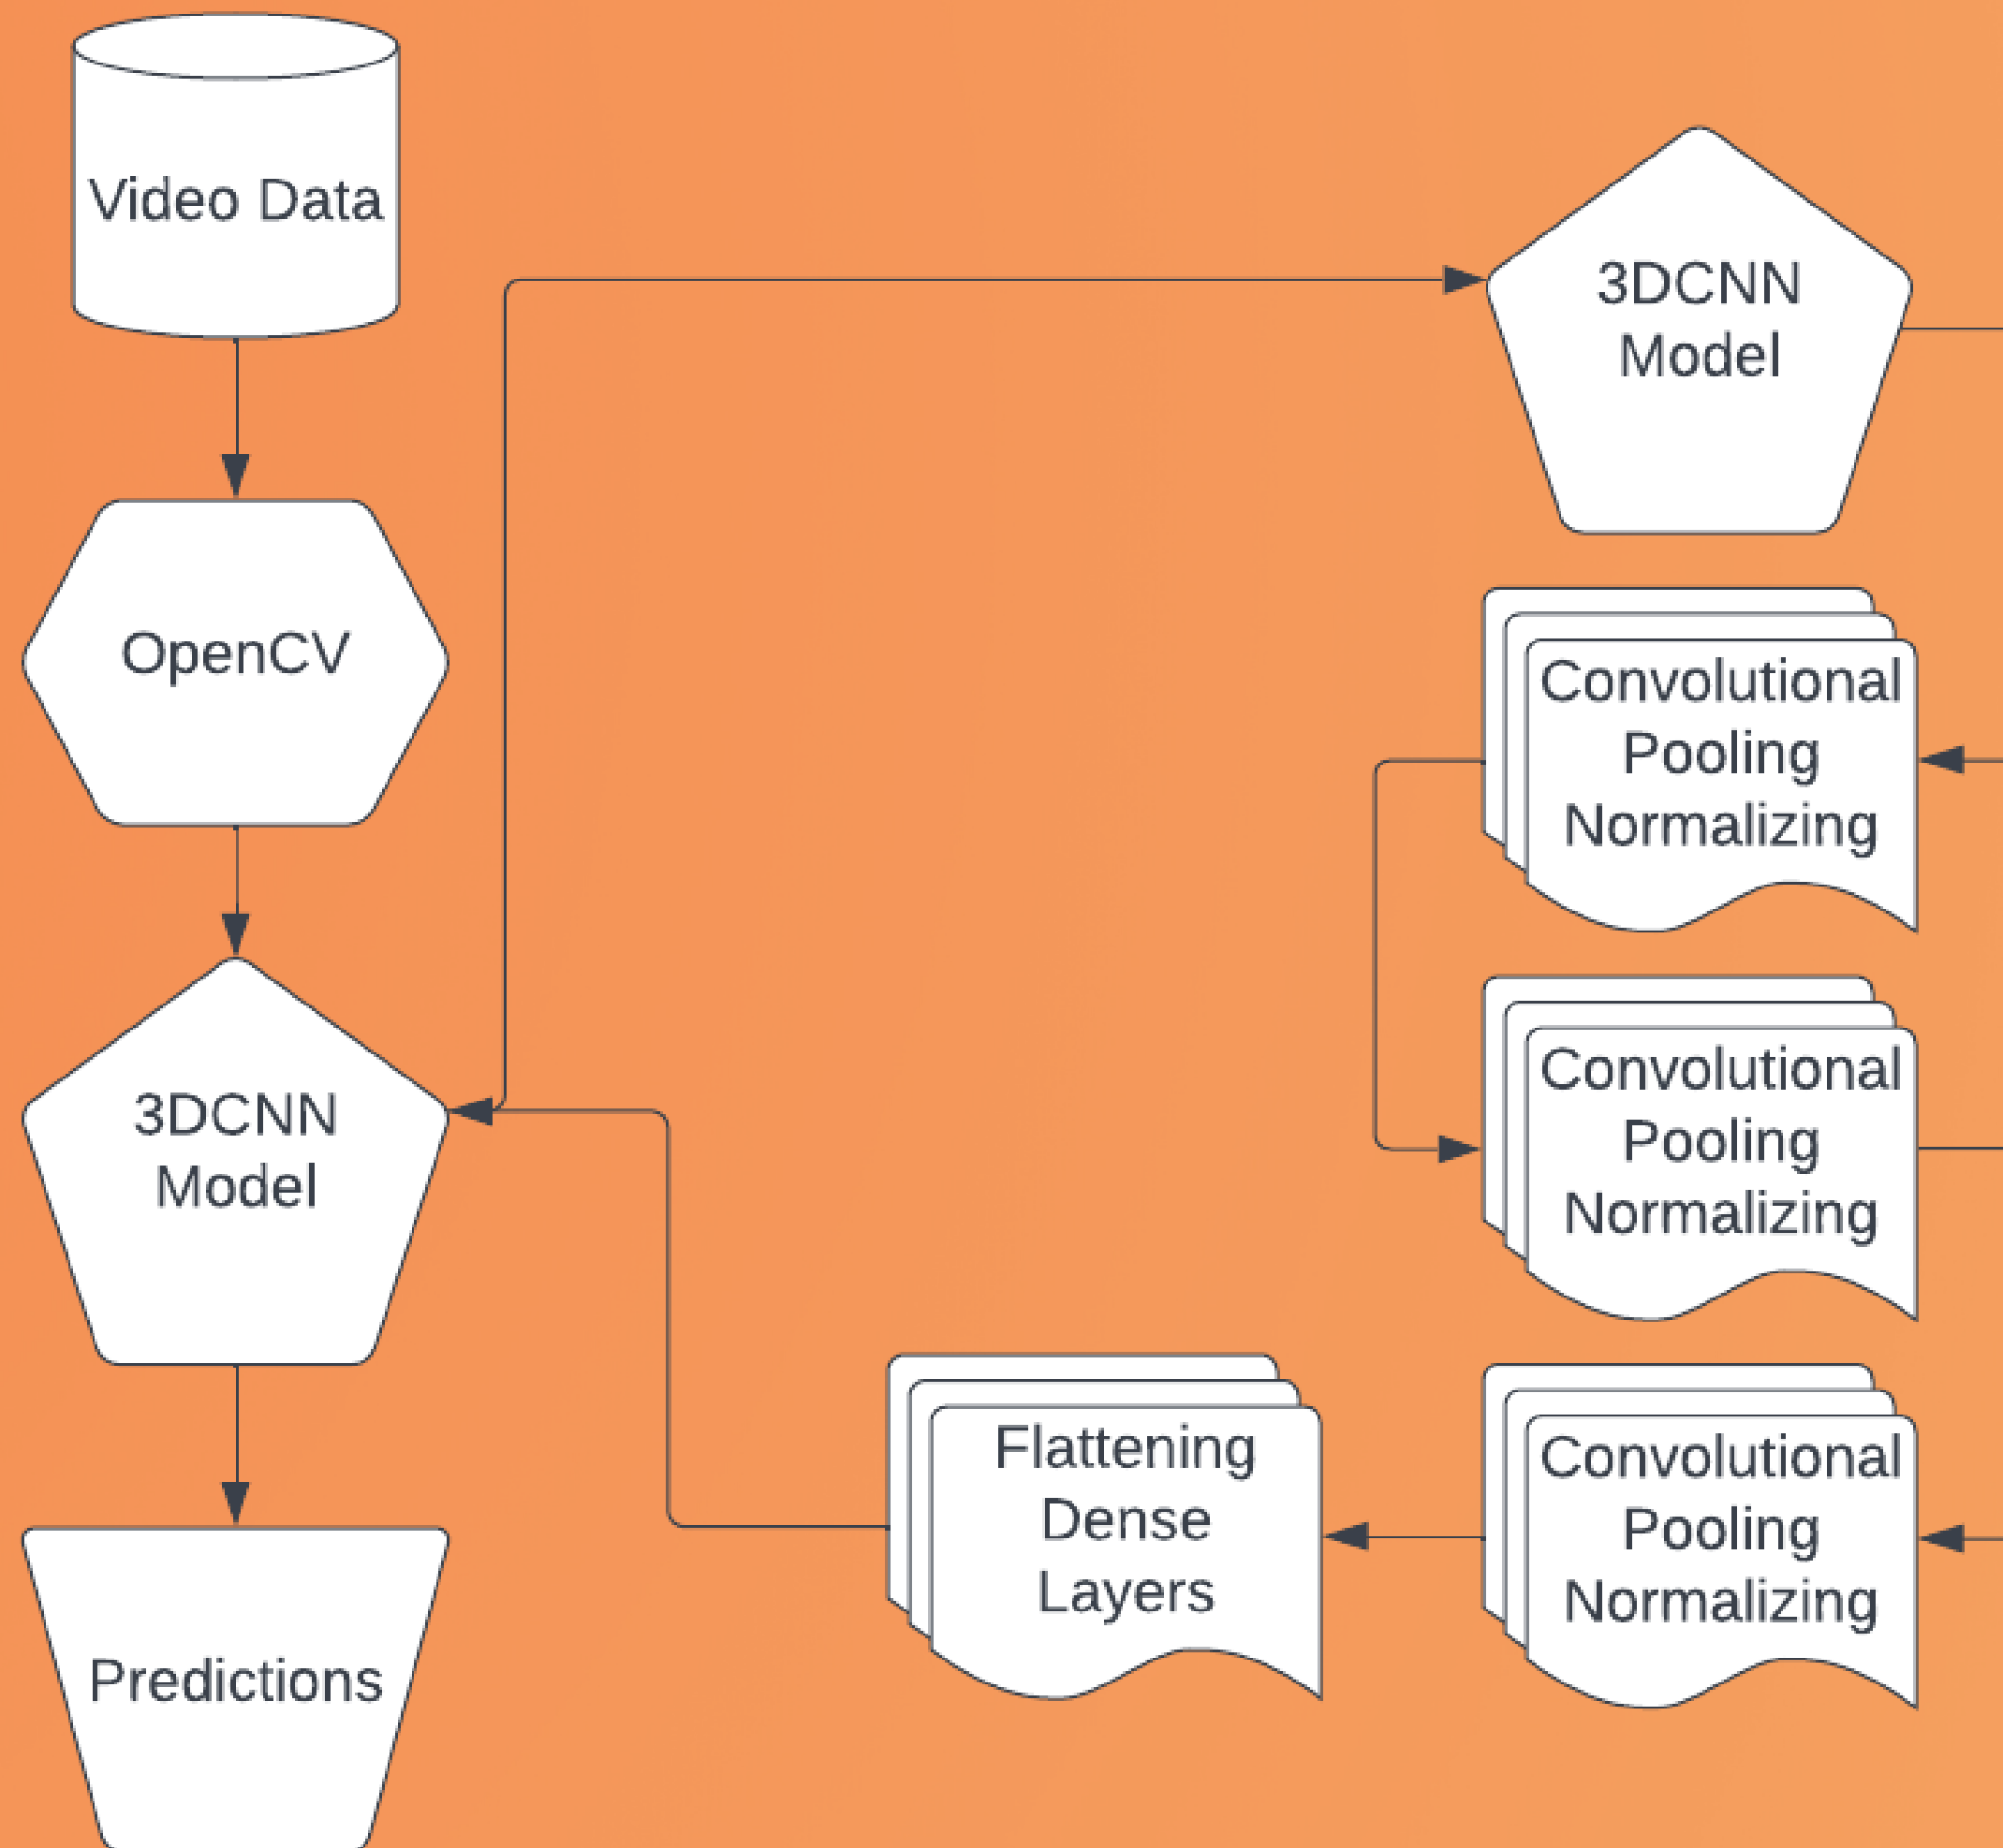 Video Data
OpenCV
3DCNN
Model
Predictions
3DCNN
Model
Convolutional
Pooling
Normalizing
Convolutional
Pooling
Normalizing
Convolutional
Pooling
Normalizing
Flattening
Dense
Layers